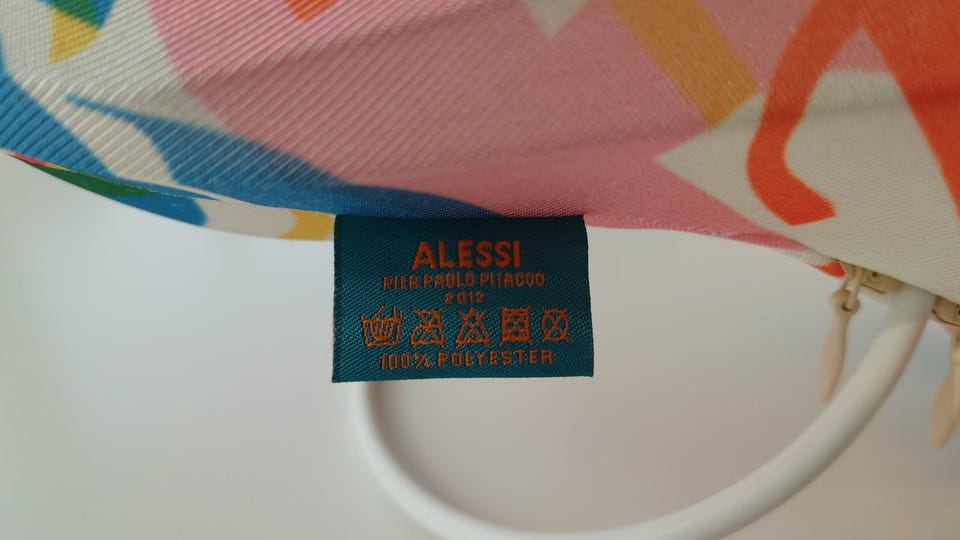 ALESSI
PIER PAOLO PITACCO
2012
100% POLYESTER